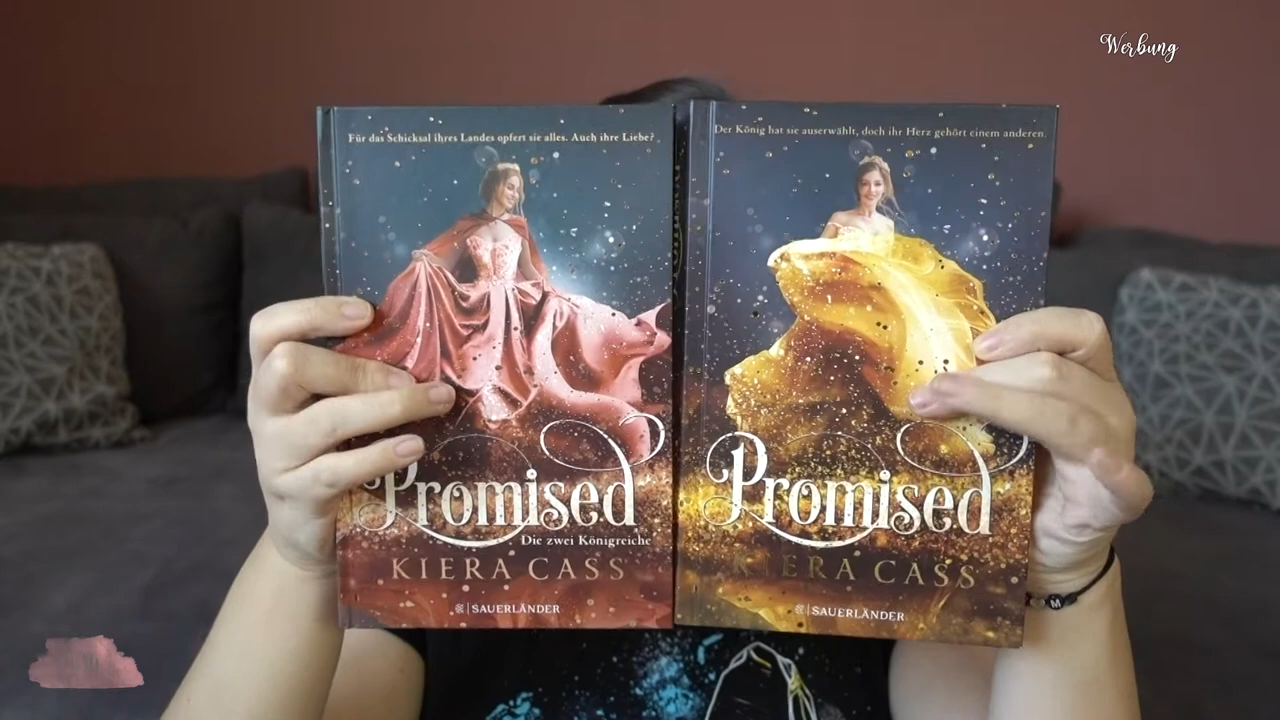 Werbung
Für das Schicksal ihres Landes opfert sie alles. Auch ihre Liebe?
Promised
Die zwei Königreiche
KIERA CASS
SAUERLÄNDER
Der König hat sie auserwählt, doch ihr Herz gehört einem anderen.
Promised
KIERA CASS
SAUERLÄNDER
M